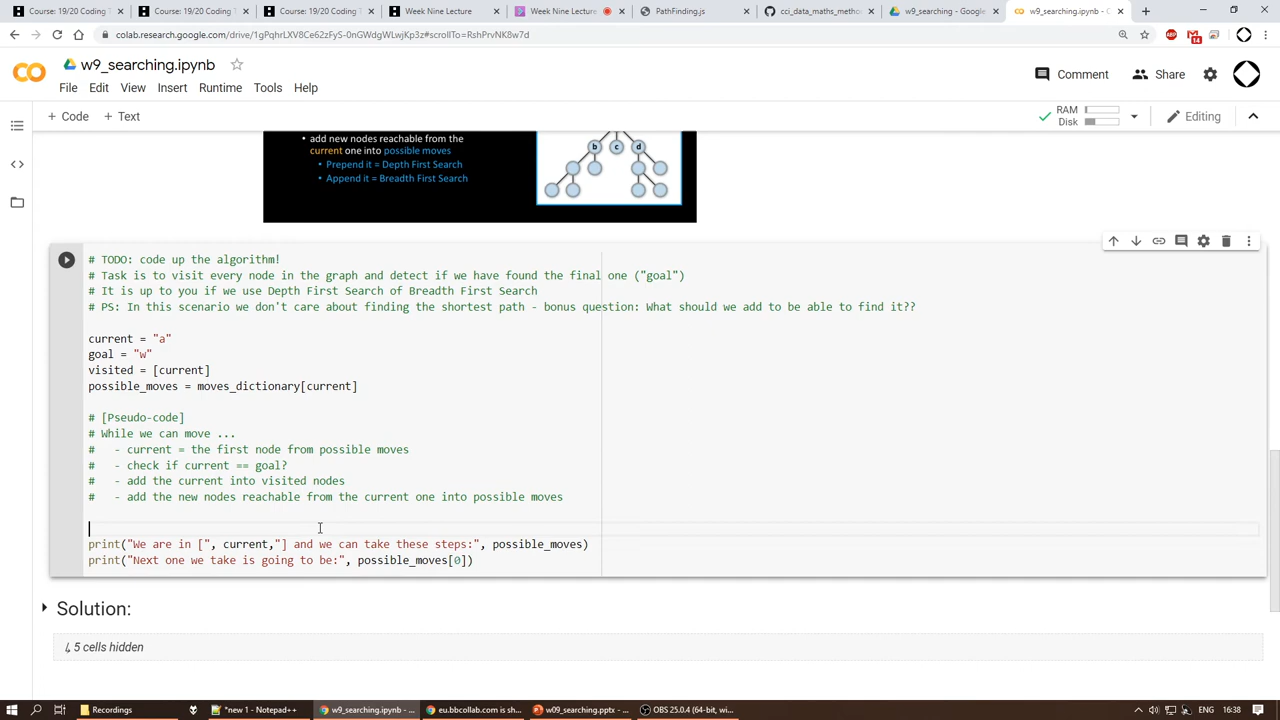 Course: 19/20 Coding T
Course: 19/20 Coding T
Course: 19/20 Coding T
Week Nine Lecture
Week Nine Lecture
PathFinding.js
cci_data_maths_metho
w9_searching - Google
w9_searching.ipynb - C
colab.research.google.com/drive/1gPqhrLXV8Ce62zFyS-0nGWdgWLwjKp3z#scrollTo=RshPrvNK8w7d
ABP
14
w9_searching.ipynb
Comment
Share
File Edit View Insert Runtime Tools Help
+ Code + Text
RAM
Disk
Editing
• add new nodes reachable from the
current one into possible moves
• Prepend it = Depth First Search
• Append it = Breadth First Search
b c d
# TODO: code up the algorithm!
# Task is to visit every node in the graph and detect if we have found the final one ("goal")
# It is up to you if we use Depth First Search of Breadth First Search
# PS: In this scenario we don't care about finding the shortest path - bonus question: What should we add to be able to find it??
current = "a"
goal = "w"
visited = [current]
possible_moves = moves_dictionary[current]
# [Pseudo-code]
# While we can move ...
# - current = the first node from possible moves
# - check if current == goal?
# - add the current into visited nodes
# - add the new nodes reachable from the current one into possible moves
print("We are in [", current,"] and we can take these steps:", possible_moves)
print("Next one we take is going to be:", possible_moves[0])
Solution:
↳ 5 cells hidden
Recordings
*new 1 - Notepad++
w9_searching.ipynb - ...
eu.bbcollab.com is sh...
w09_searching.pptx - ...
OBS 25.0.4 (64-bit, wi...
ENG
16:38